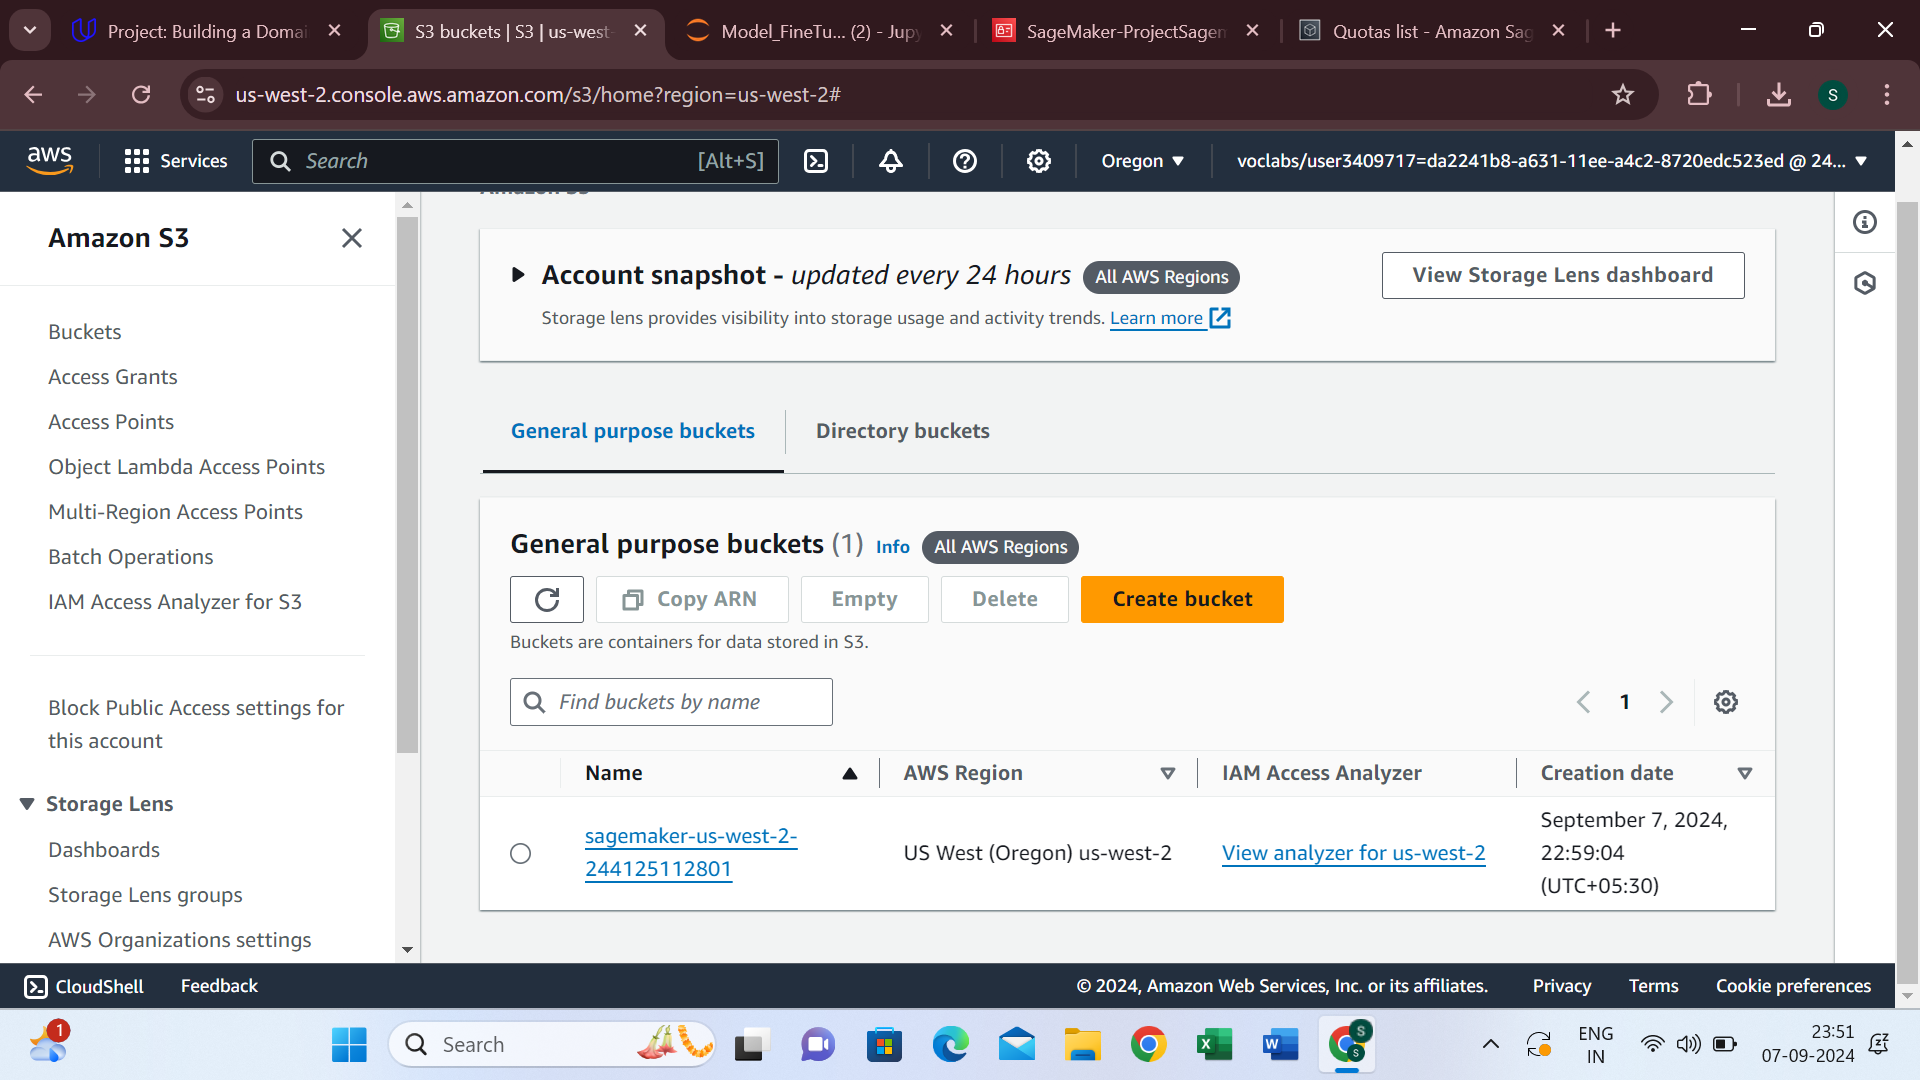 Project: Building a Domai
S3 buckets | S3 | us-west-
Model_FineTu... (2) - Jupy
SageMaker-ProjectSagem
Quotas list - Amazon Sag
us-west-2.console.aws.amazon.com/s3/home?region=us-west-2#
S
aws
Services
Search
[Alt+S]
Oregon
voclabs/user3409717=da2241b8-a631-11ee-a4c2-8720edc523ed @ 24...
Amazon S3
Buckets
Access Grants
Access Points
Object Lambda Access Points
Multi-Region Access Points
Batch Operations
IAM Access Analyzer for S3
Block Public Access settings for
this account
Storage Lens
Dashboards
Storage Lens groups
AWS Organizations settings
Amazon S3
Account snapshot - updated every 24 hours
All AWS Regions
View Storage Lens dashboard
Storage lens provides visibility into storage usage and activity trends. Learn more
General purpose buckets
Directory buckets
General purpose buckets (1) Info
All AWS Regions
Copy ARN
Empty
Delete
Create bucket
Buckets are containers for data stored in S3.
Find buckets by name
1
Name
AWS Region
IAM Access Analyzer
Creation date
sagemaker-us-west-2-
244125112801
US West (Oregon) us-west-2
View analyzer for us-west-2
September 7, 2024,
22:59:04
(UTC+05:30)
CloudShell
Feedback
© 2024, Amazon Web Services, Inc. or its affiliates.
Privacy
Terms
Cookie preferences
1
Search
S
S
ENG
IN
23:51
07-09-2024